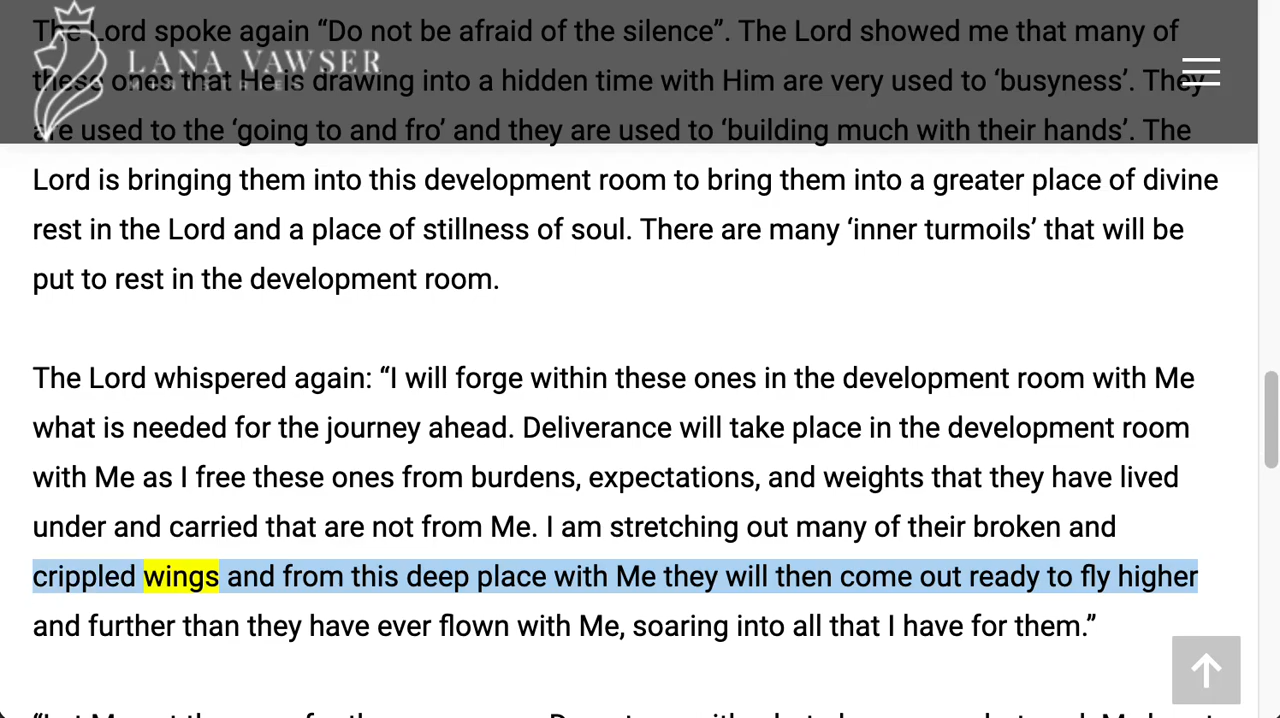 The Lord spoke again “Do not be afraid of the silence”. The Lord showed me that many of
LANA VAWSER
MINISTRIES
these ones that He is drawing into a hidden time with Him are very used to ‘busyness’. They
are used to the ‘going to and fro’ and they are used to ‘building much with their hands’. The
Lord is bringing them into this development room to bring them into a greater place of divine
rest in the Lord and a place of stillness of soul. There are many ‘inner turmoils’ that will be
put to rest in the development room.
The Lord whispered again: “I will forge within these ones in the development room with Me
what is needed for the journey ahead. Deliverance will take place in the development room
with Me as I free these ones from burdens, expectations, and weights that they have lived
under and carried that are not from Me. I am stretching out many of their broken and
crippled wings and from this deep place with Me they will then come out ready to fly higher
and further than they have ever flown with Me, soaring into all that I have for them.”